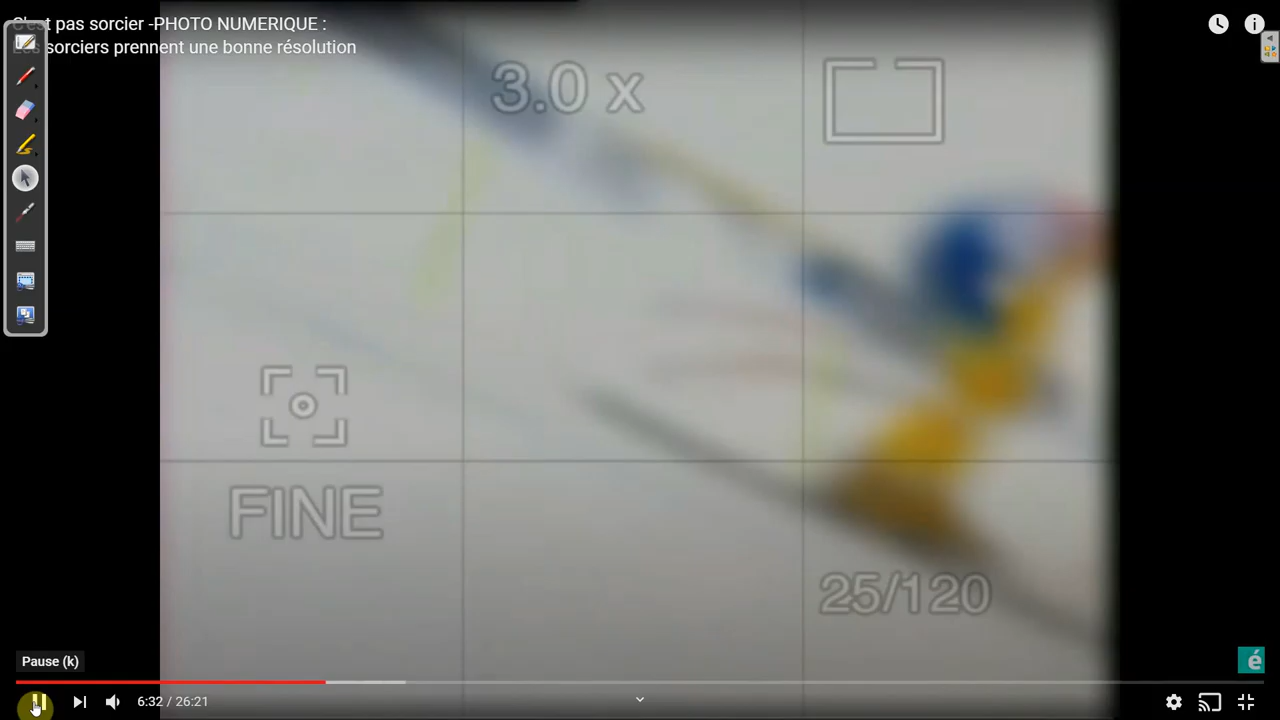 C'est pas sorcier -PHOTO NUMERIQUE :
Les sorciers prennent une bonne résolution
3.0 x
FINE
25/120
Pause (k)
é
6:32 / 26:21